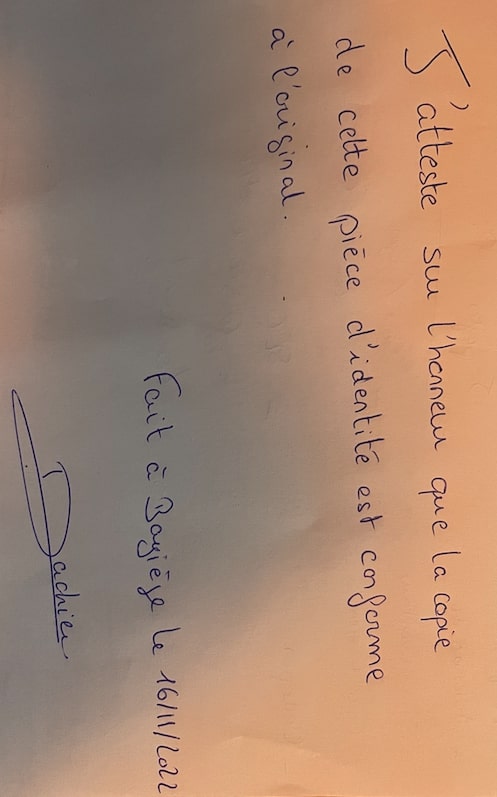 J'atteste sur l'honneur que la copie
de cette pièce d'identité est conforme
à l'original.
Fait à Baziège le 16/11/2022
Dachier